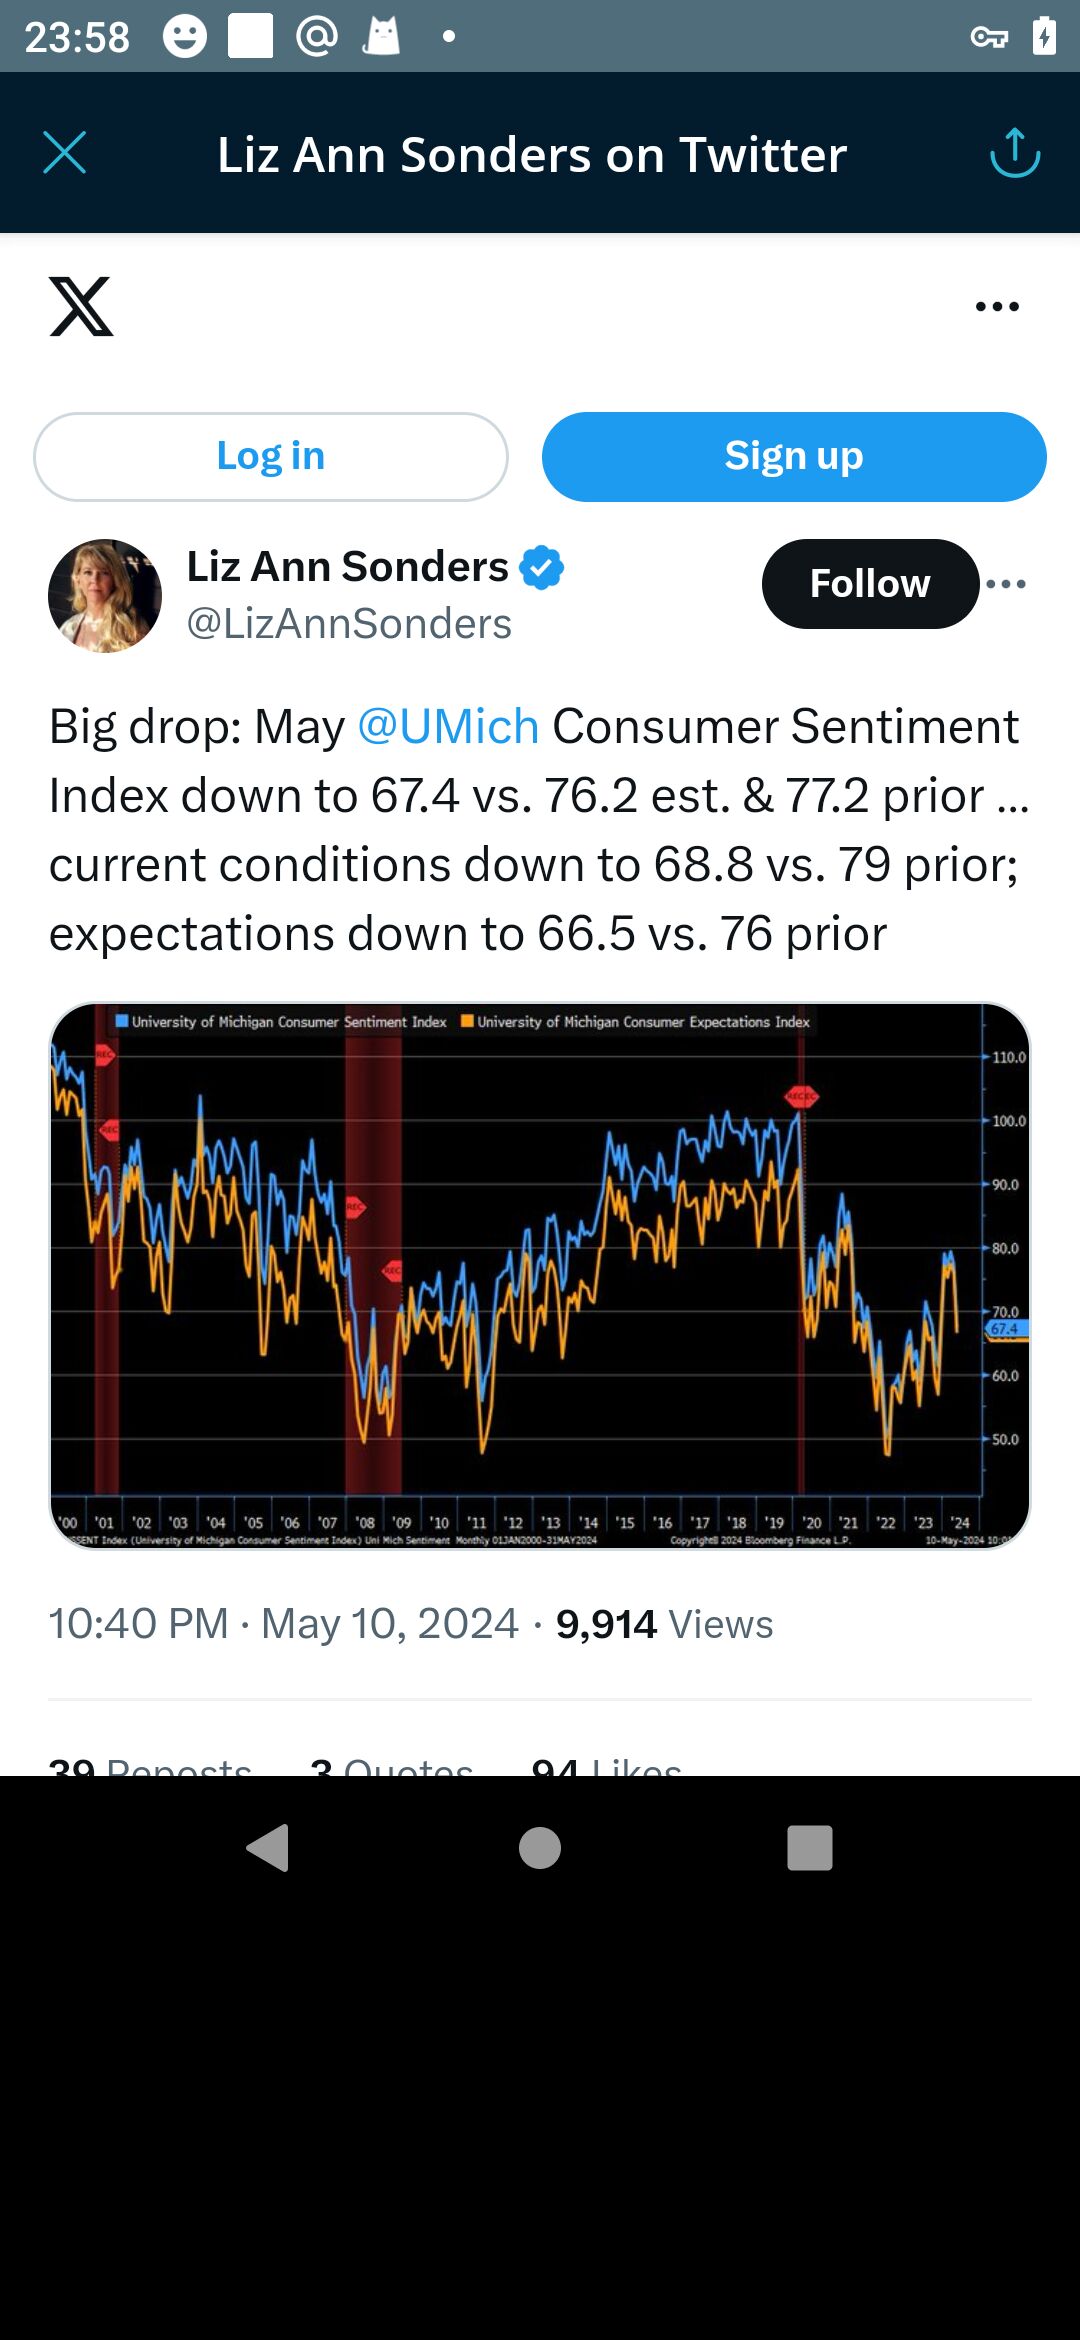 23:58
Liz Ann Sonders on Twitter
Log in
Sign up
Liz Ann Sonders
@LizAnnSonders
Follow
Big drop: May @UMich Consumer Sentiment
Index down to 67.4 vs. 76.2 est. & 77.2 prior ...
current conditions down to 68.8 vs. 79 prior;
expectations down to 66.5 vs. 76 prior
University of Michigan Consumer Sentiment Index University of Michigan Consumer Expectations Index
REC
REC
REC
REC
110.0
100.0
90.0
80.0
70.0
67.4
60.0
50.0
'00 '01 '02 '03 '04 '05 '06 '07 '08 '09 '10 '11 '12 '13 '14 '15 '16 '17 '18 '19 '20 '21 '22 '23 '24
SSENT Index (University of Michigan Consumer Sentiment Index) Uni Mich Sentiment Monthly 01JAN2000-31MAY2024 Copyright© 2024 Bloomberg Finance L.P. 10-May-2024
10:40 PM · May 10, 2024 · 9,914 Views
39 Reposts 3 Quotes 94 Likes